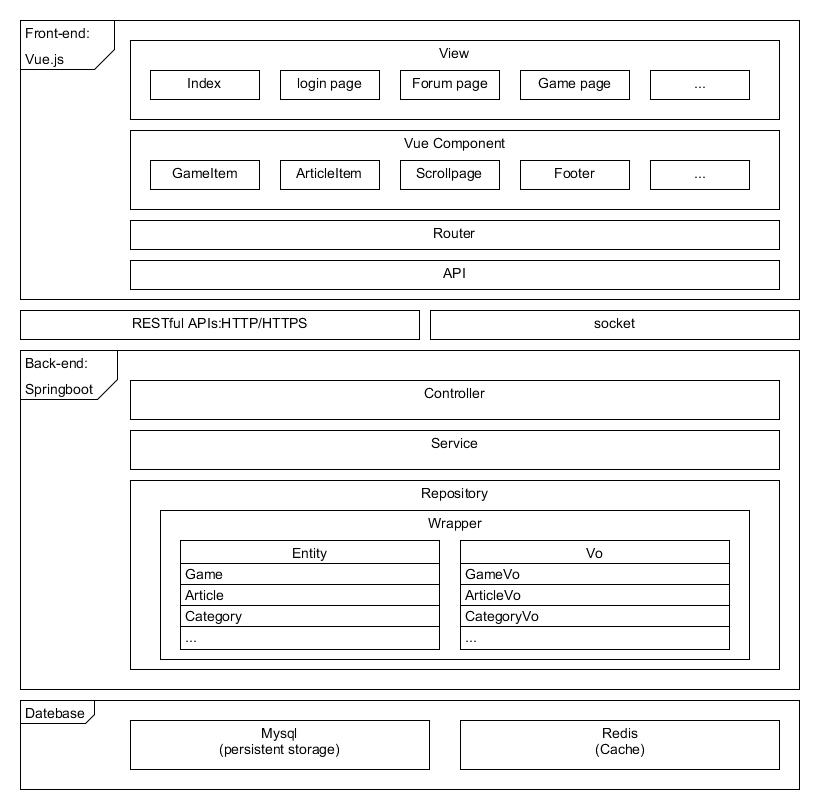 Front-end:
Vue.js
View
Index
login page
Forum page
Game page
...
Vue Component
GameItem
ArticleItem
Scrollpage
Footer
...
Router
API
RESTful APIs:HTTP/HTTPS
socket
Back-end:
Springboot
Controller
Service
Repository
Wrapper
Entity
Game
Article
Category
...
Vo
GameVo
ArticleVo
CategoryVo
...
Datebase
Mysql
(persistent storage)
Redis
(Cache)